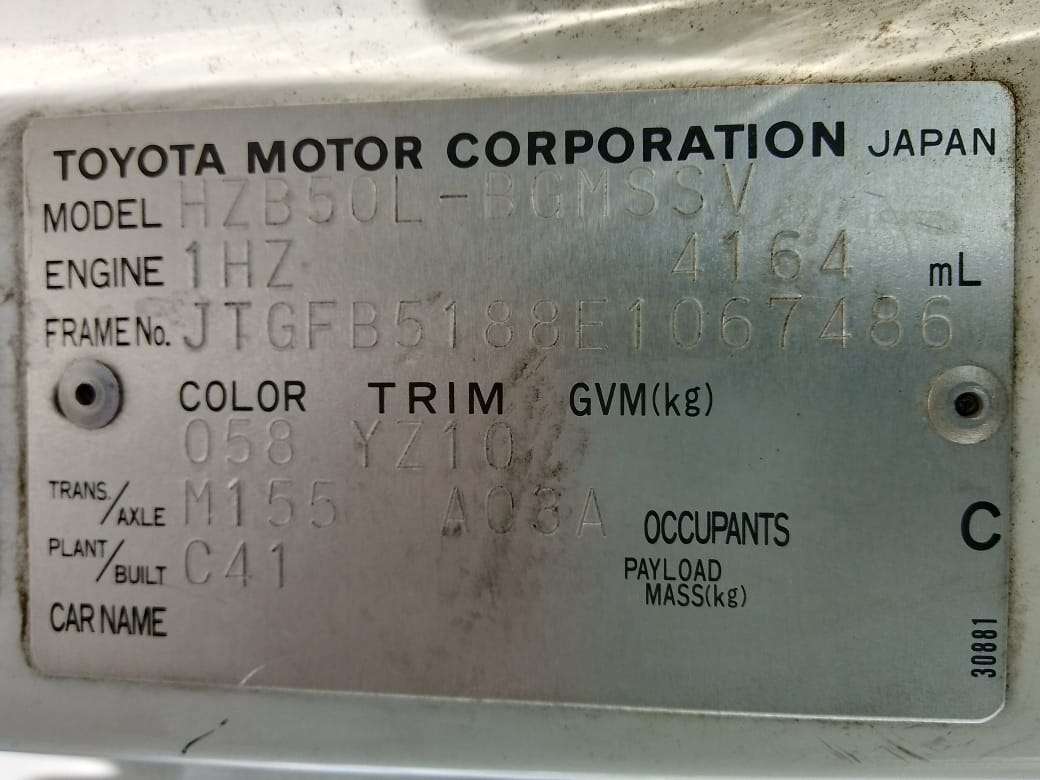 TOYOTA MOTOR CORPORATION JAPAN
MODEL HZB50L-BGMSSV
ENGINE 1HZ 4164 mL
FRAME No. JTGFB5188E1067486
COLOR TRIM GVM(kg)
058 YZ10
TRANS./AXLE M155 A03A OCCUPANTS C
PLANT/BUILT C41 PAYLOAD MASS(kg)
CAR NAME
30881